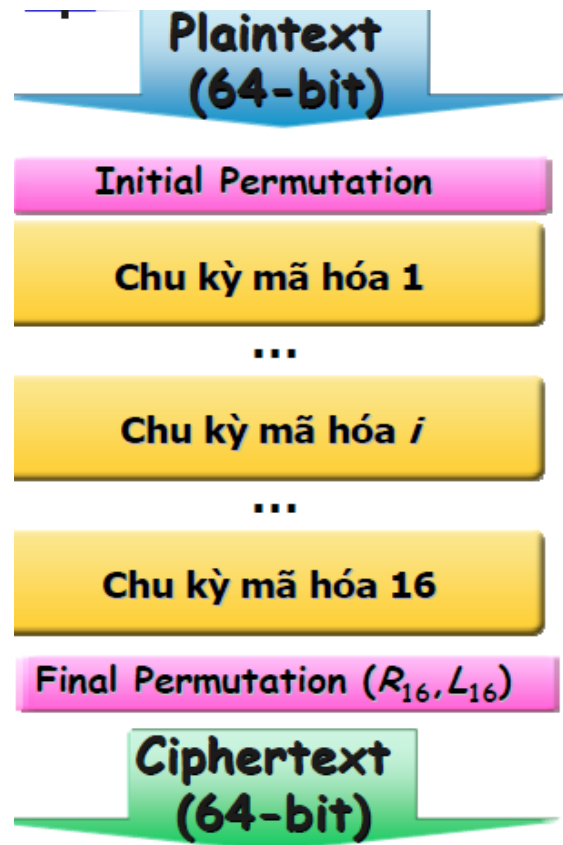 Plaintext
(64-bit)
Initial Permutation
Chu kỳ mã hóa 1
...
Chu kỳ mã hóa i
...
Chu kỳ mã hóa 16
Final Permutation (R₁₆,L₁₆)
Ciphertext
(64-bit)